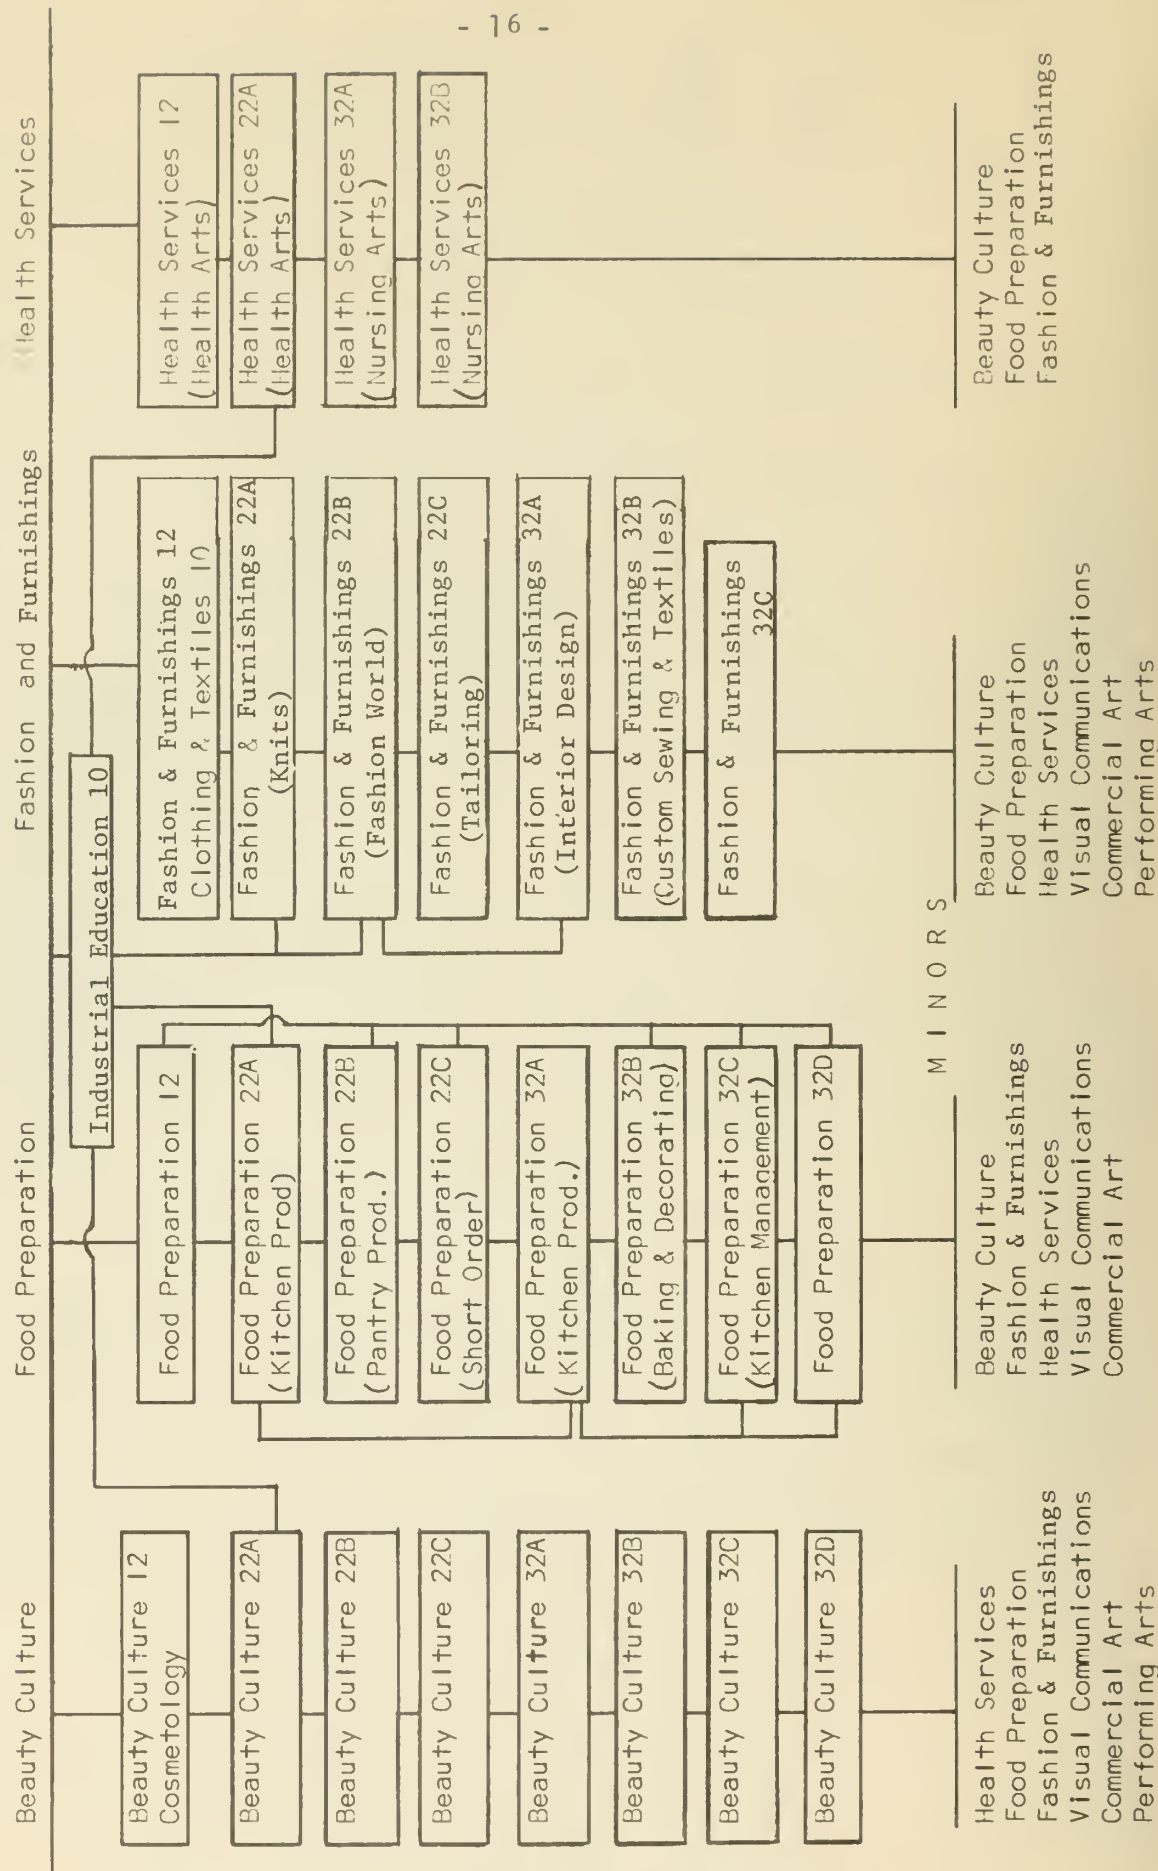 - 16 -
Beauty Culture
Food Preparation
Fashion and Furnishings
Health Services
Industrial Education 10
Beauty Culture 12
Cosmetology
Beauty Culture 22A
Beauty Culture 22B
Beauty Culture 22C
Beauty Culture 32A
Beauty Culture 32B
Beauty Culture 32C
Beauty Culture 32D
Food Preparation 12
Food Preparation 22A
(Kitchen Prod)
Food Preparation 22B
(Pantry Prod.)
Food Preparation 22C
(Short Order)
Food Preparation 32A
(Kitchen Prod.)
Food Preparation 32B
(Baking & Decorating)
Food Preparation 32C
(Kitchen Management)
Food Preparation 32D
Fashion & Furnishings 12
Clothing & Textiles 10
Fashion & Furnishings 22A
(Knits)
Fashion & Furnishings 22B
(Fashion World)
Fashion & Furnishings 22C
(Tailoring)
Fashion & Furnishings 32A
(Interior Design)
Fashion & Furnishings 32B
(Custom Sewing & Textiles)
Fashion & Furnishings
32C
Health Services 12
(Health Arts)
Health Services 22A
(Health Arts)
Health Services 32A
(Nursing Arts)
Health Services 32B
(Nursing Arts)
MINORS
Health Services
Food Preparation
Fashion & Furnishings
Visual Communications
Commercial Art
Performing Arts
Beauty Culture
Fashion & Furnishings
Health Services
Visual Communications
Commercial Art
Beauty Culture
Food Preparation
Health Services
Visual Communications
Commercial Art
Performing Arts
Beauty Culture
Food Preparation
Fashion & Furnishings